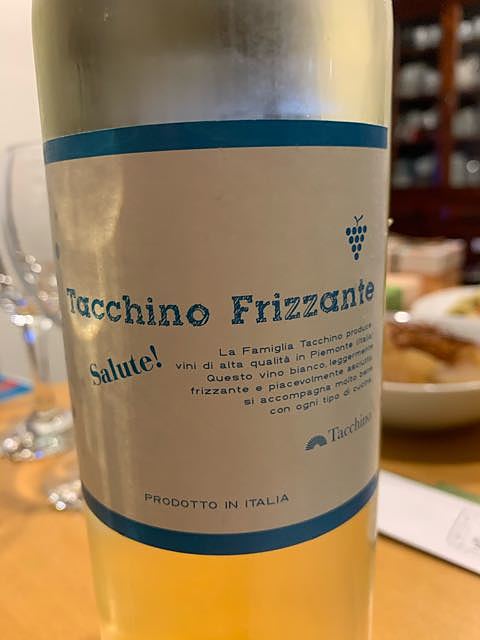 Tacchino Frizzante
Salute!
La Famiglia Tacchino produce
vini di alta qualità in Piemonte (Italia)
Questo vino bianco, leggermente
frizzante e piacevolmente asciutto
si accompagna molto bene
con ogni tipo di cucina.
Tacchino
PRODOTTO IN ITALIA